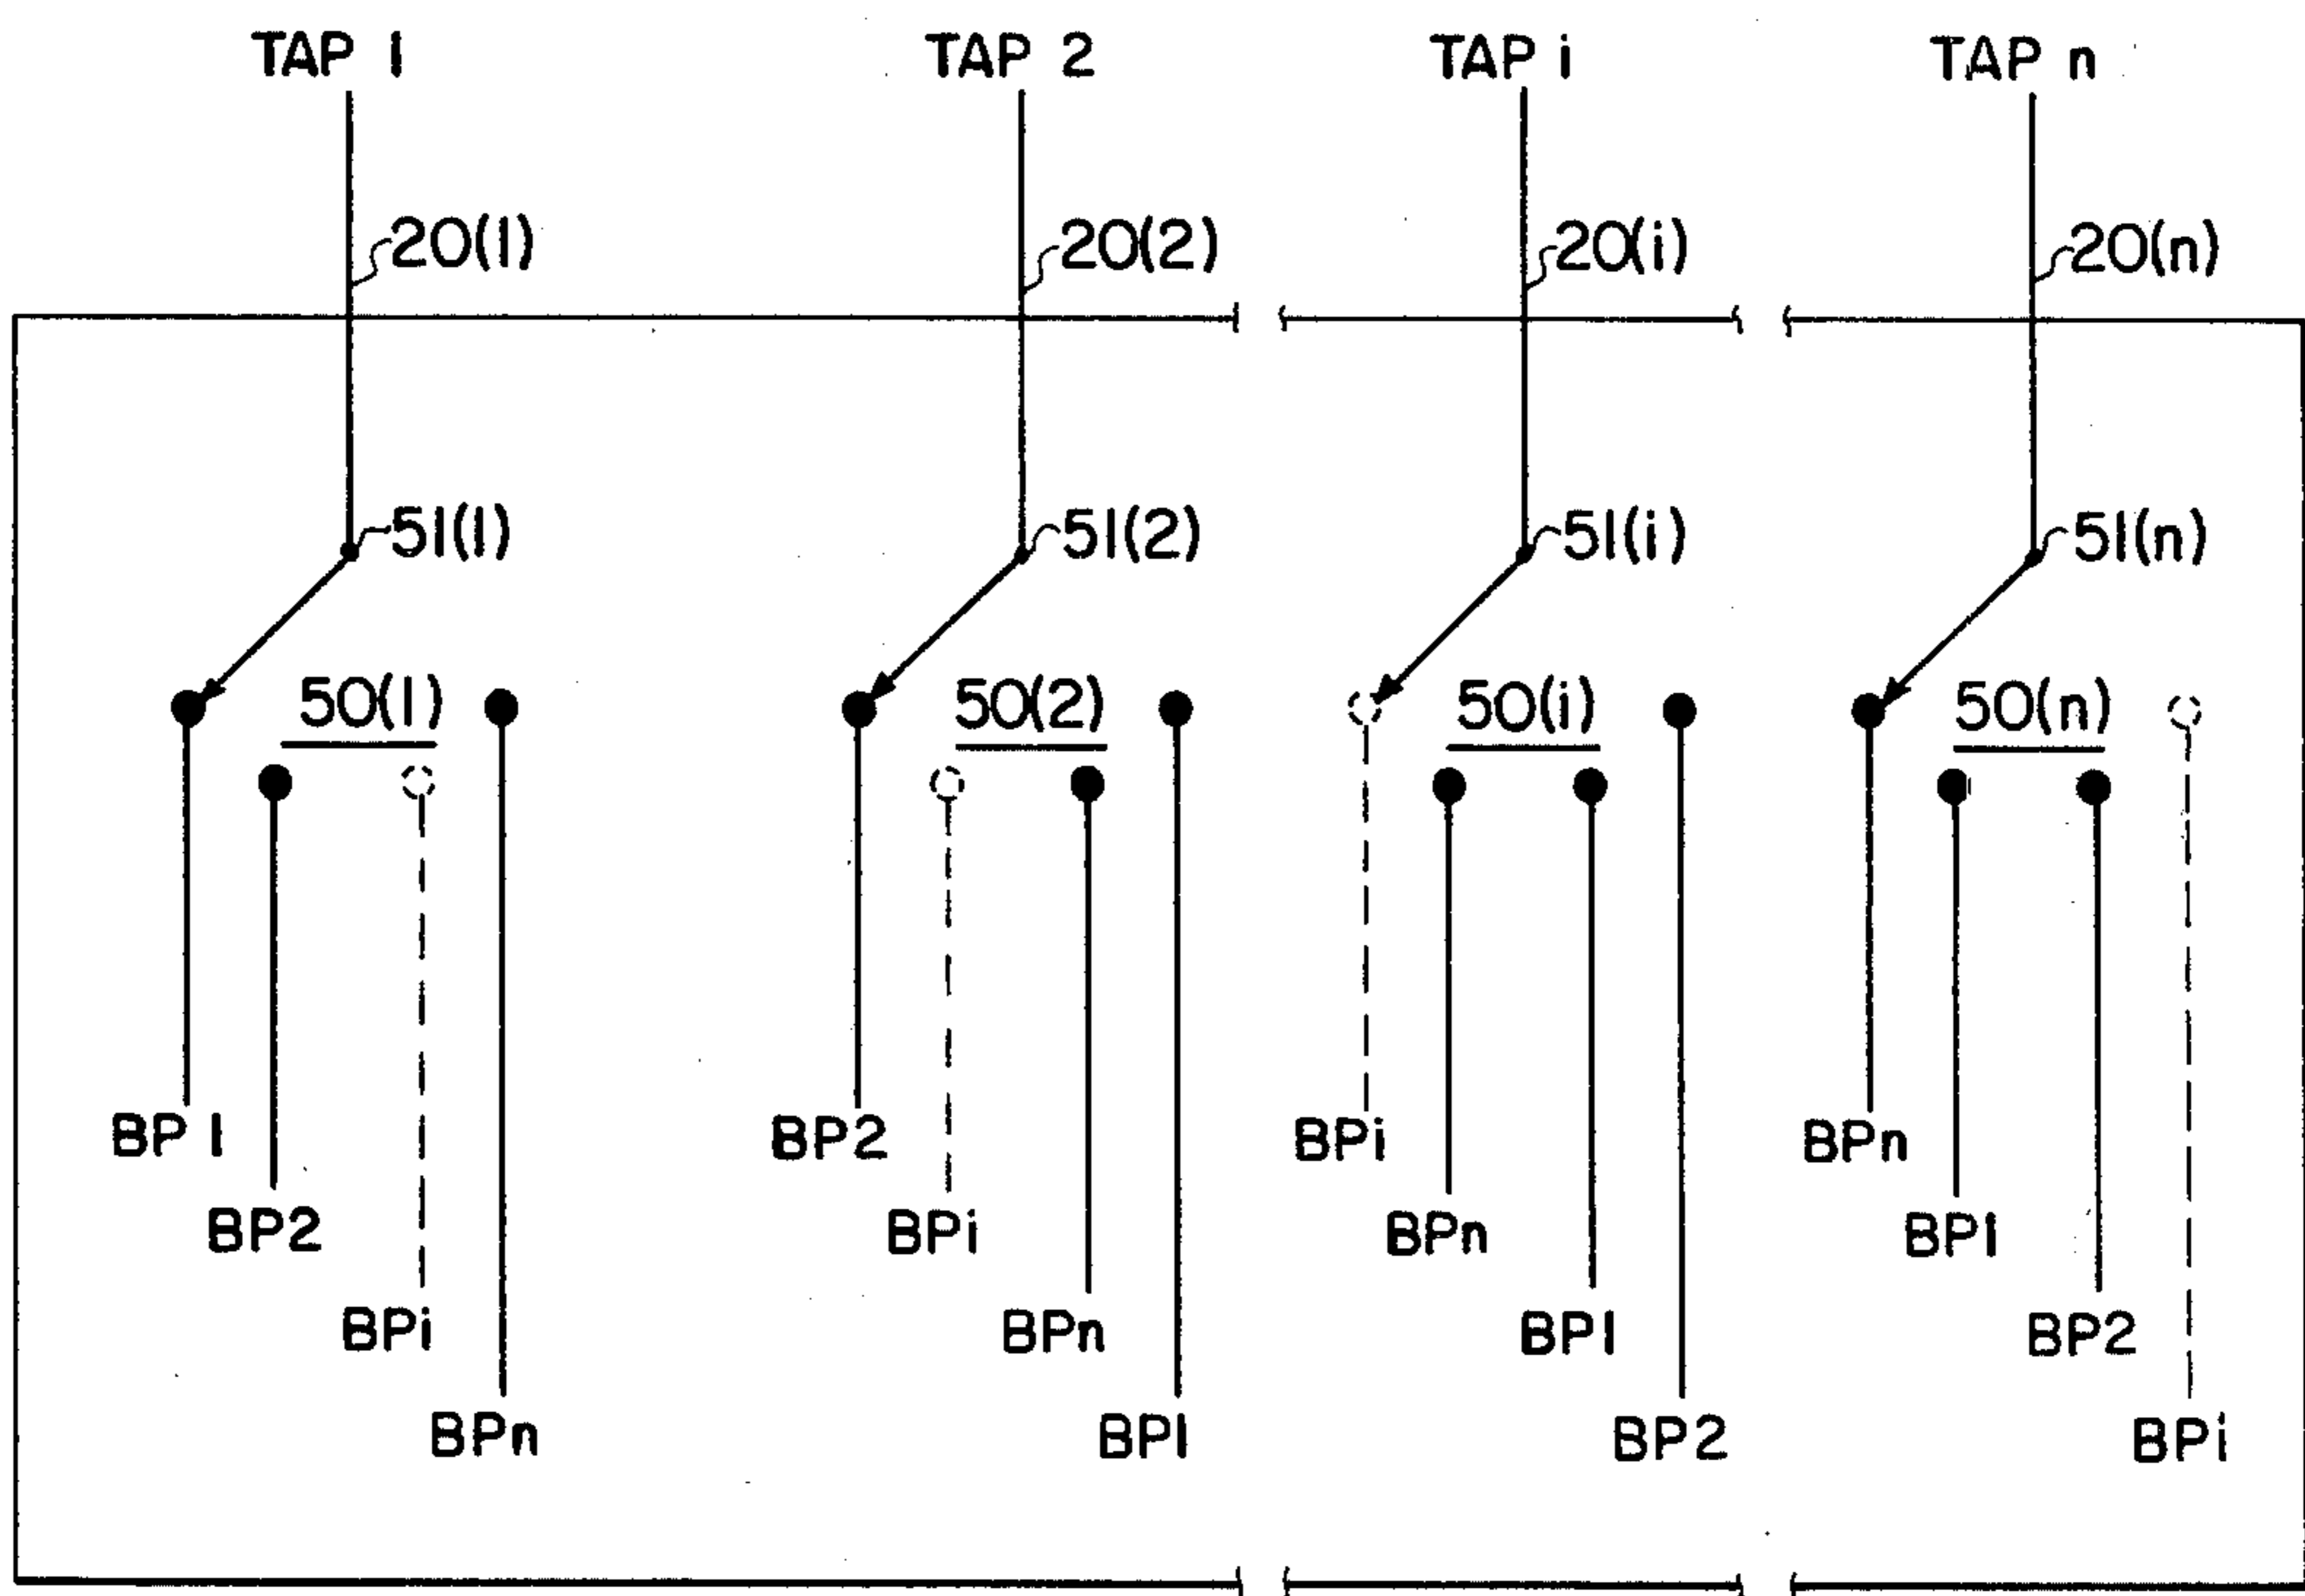 TAP 1 TAP 2 TAP i TAP n
20(1) 20(2) 20(i) 20(n)
51(1) 51(2) 51(i) 51(n)
50(1) 50(2) 50(i) 50(n)
BP1 BP2 BPi BPn
BP2 BPi BPn BP1
BPi BPn BP1 BP2
BPn BP1 BP2 BPi